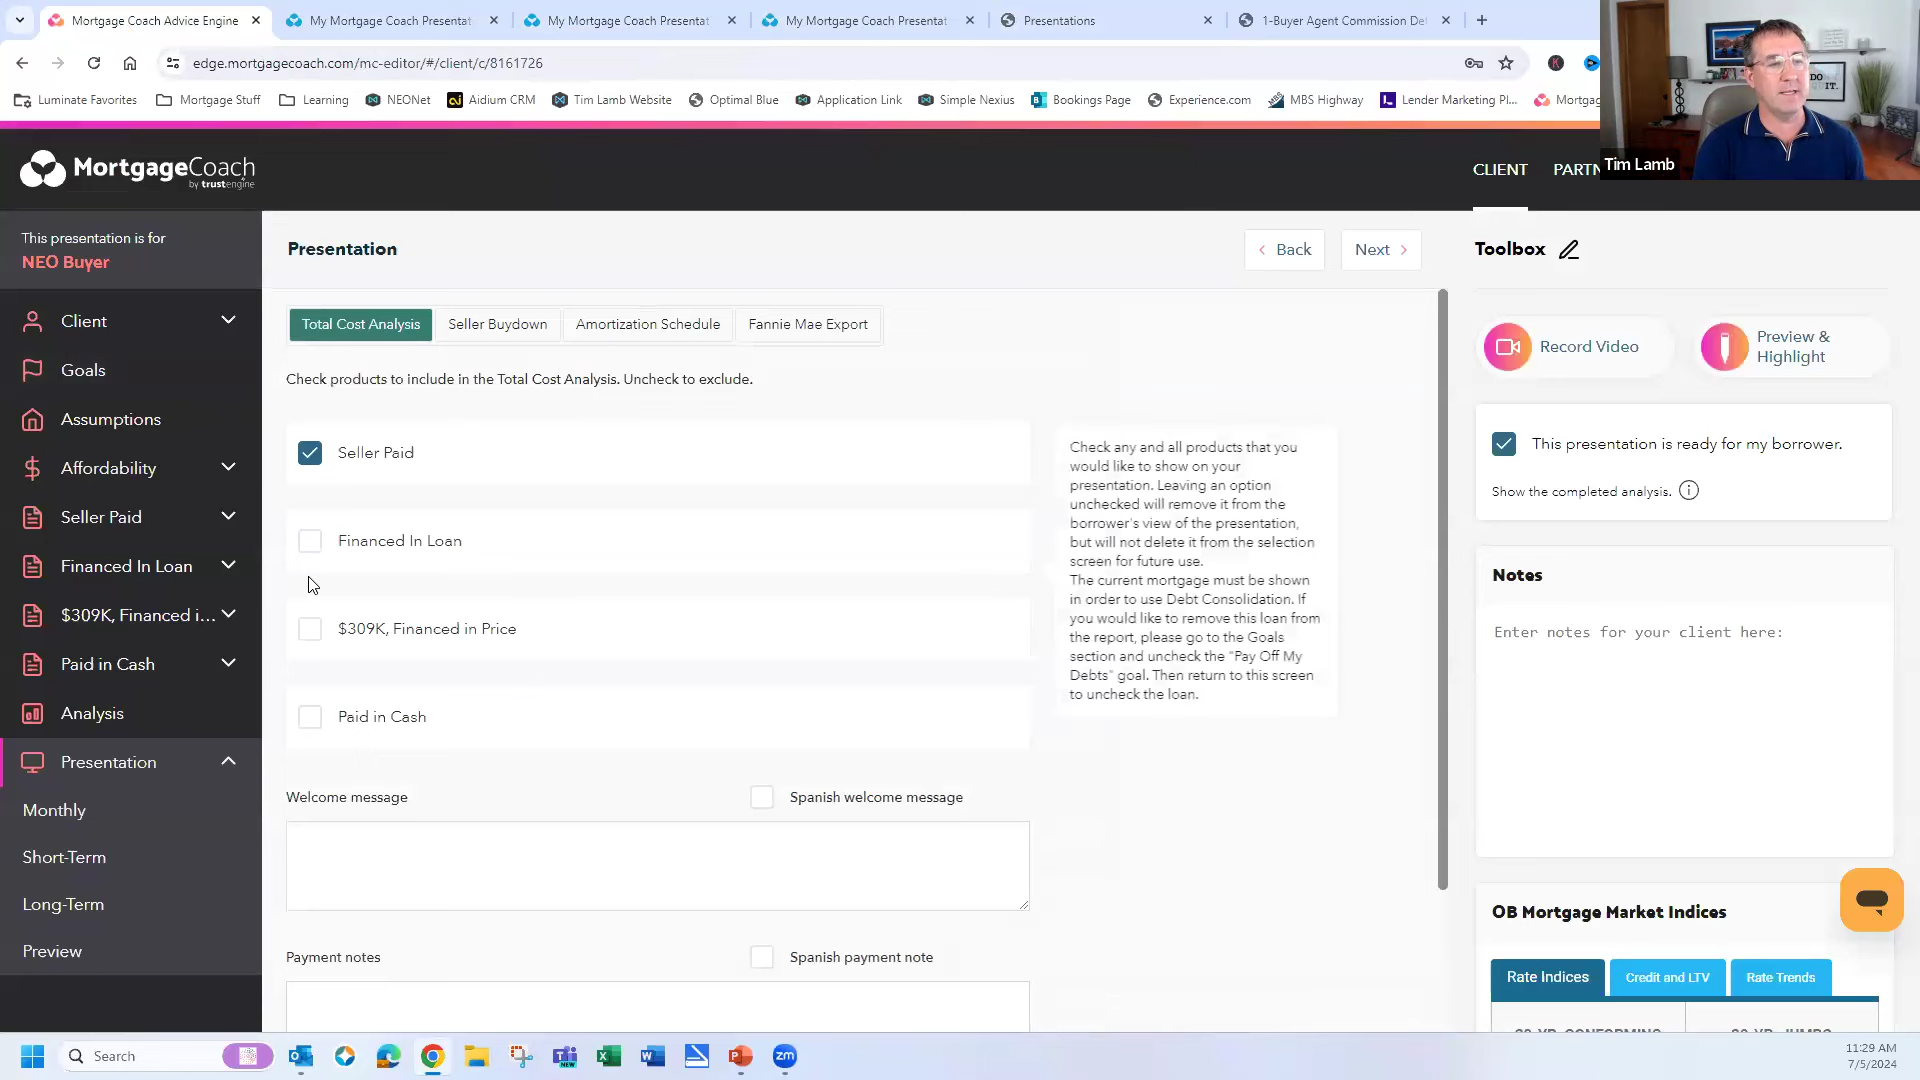 Mortgage Coach Advice Engine
My Mortgage Coach Presentat
My Mortgage Coach Presentat
My Mortgage Coach Presentat
Presentations
1-Buyer Agent Commission De
edge.mortgagecoach.com/mc-editor/#/client/c/8161726
Luminate Favorites
Mortgage Stuff
Learning
NEONet
Aidium CRM
Tim Lamb Website
Optimal Blue
Application Link
Simple Nexius
Bookings Page
Experience.com
MBS Highway
Lender Marketing Pl...
Mortga
Tim Lamb
MortgageCoach
by trustengine
CLIENT
PARTN
This presentation is for
NEO Buyer
Client
Goals
Assumptions
Affordability
Seller Paid
Financed In Loan
$309K, Financed i...
Paid in Cash
Analysis
Presentation
Monthly
Short-Term
Long-Term
Preview
Presentation
Back
Next
Total Cost Analysis
Seller Buydown
Amortization Schedule
Fannie Mae Export
Check products to include in the Total Cost Analysis. Uncheck to exclude.
Seller Paid
Financed In Loan
$309K, Financed in Price
Paid in Cash
Check any and all products that you
would like to show on your
presentation. Leaving an option
unchecked will remove it from the
borrower's view of the presentation,
but will not delete it from the selection
screen for future use.
The current mortgage must be shown
in order to use Debt Consolidation. If
you would like to remove this loan from
the report, please go to the Goals
section and uncheck the "Pay Off My
Debts" goal. Then return to this screen
to uncheck the loan.
Welcome message
Spanish welcome message
Payment notes
Spanish payment note
Toolbox
Record Video
Preview &
Highlight
This presentation is ready for my borrower.
Show the completed analysis.
Notes
Enter notes for your client here:
OB Mortgage Market Indices
Rate Indices
Credit and LTV
Rate Trends
Search
11:29 AM
7/5/2024